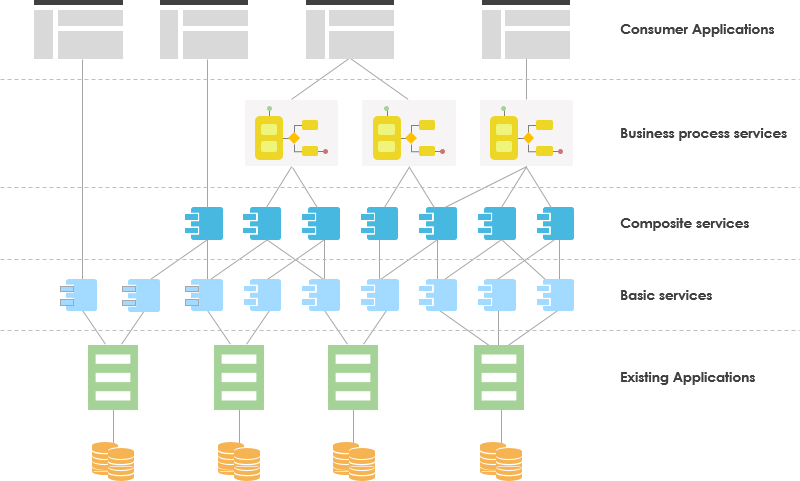 Consumer Applications
Business process services
Composite services
Basic services
Existing Applications